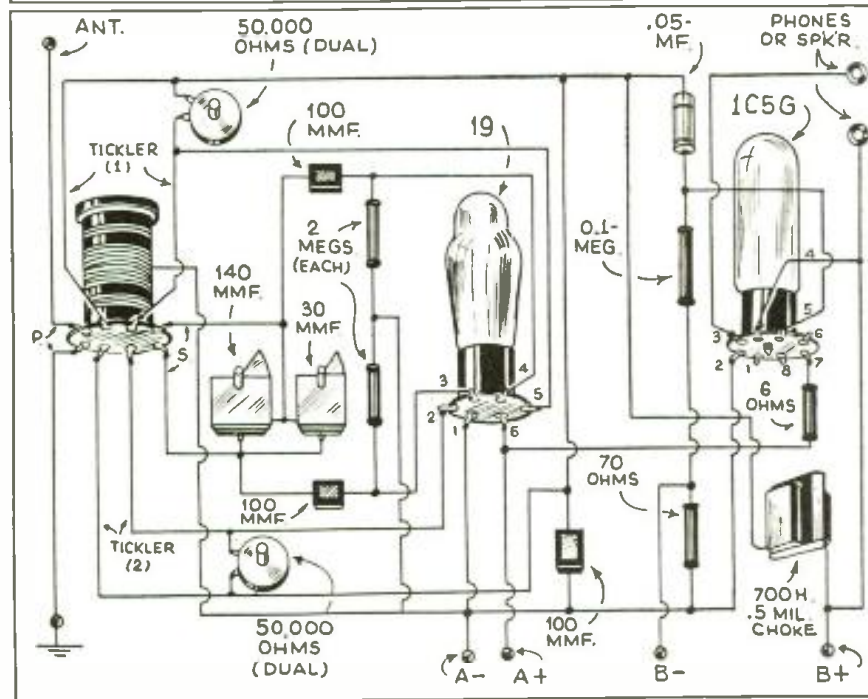 ANT.
50,000
OHMS (DUAL)
.05-
MF.
PHONES
OR SPK'R
1C5G
100
MMF.
19
TICKLER
(1)
2
MEGS
(EACH)
0.1-
MEG.
140
MMF.
30
MMF
P.
S
3
4
2
5
1
6
4
3
5
6
2
1
8
7
6
OHMS
70
OHMS
100
MMF
TICKLER
(2)
50,000
OHMS
(DUAL)
100
MMF.
700 H.
.5 MIL
CHOKE
A-
A+
B-
B+